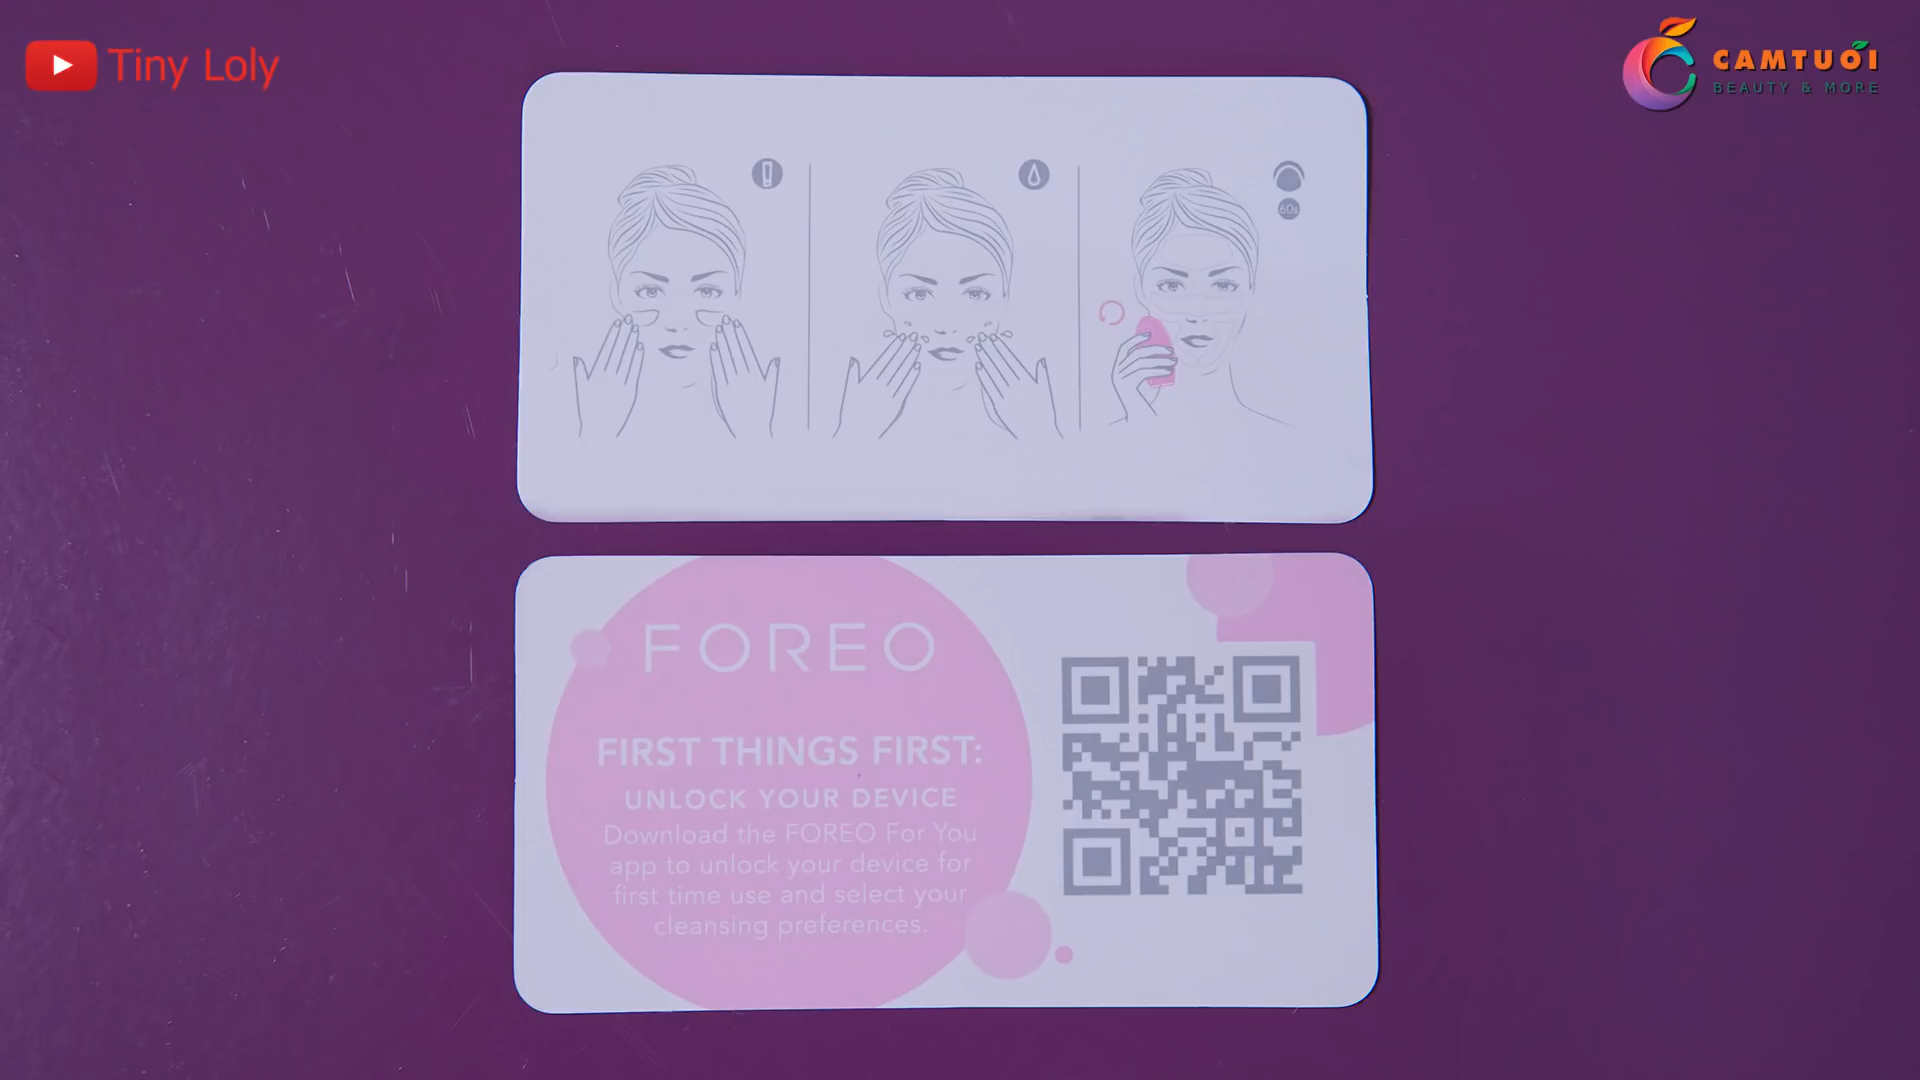 Tiny Loly
CAMTUOI
BEAUTY & MORE
60s
FOREO
FIRST THINGS FIRST:
UNLOCK YOUR DEVICE
Download the FOREO For You
app to unlock your device for
first time use and select your
cleansing preferences.